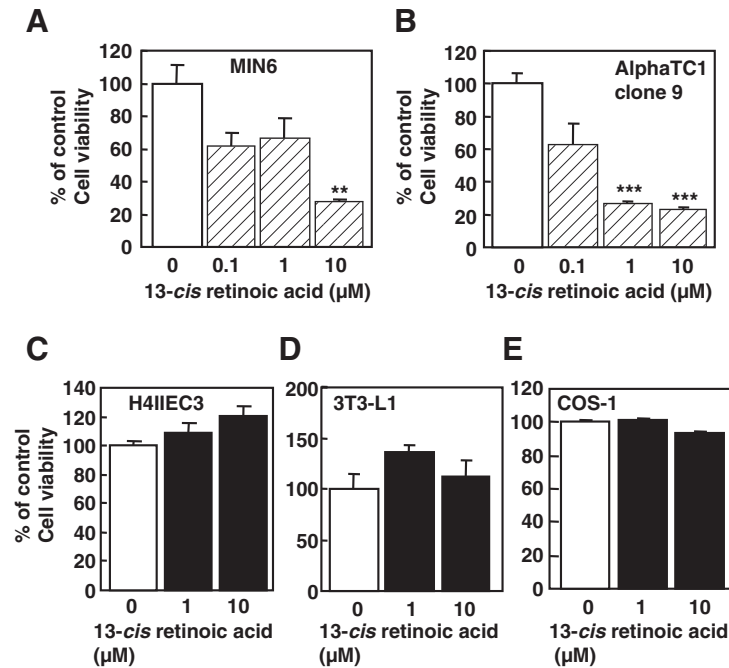 A
MIN6
% of control
Cell viability
120
100
80
60
40
20
0
**
0 0.1 1 10
13-cis retinoic acid (µM)
B
AlphaTC1
clone 9
% of control
Cell viability
120
100
80
60
40
20
0
*** ***
0 0.1 1 10
13-cis retinoic acid (µM)
C
H4IIEC3
% of control
Cell viability
140
120
100
80
60
40
20
0
0 1 10
13-cis retinoic acid
(µM)
D
3T3-L1
200
150
100
50
0
0 1 10
13-cis retinoic acid
(µM)
E
COS-1
120
100
80
60
40
20
0
0 1 10
13-cis retinoic acid
(µM)